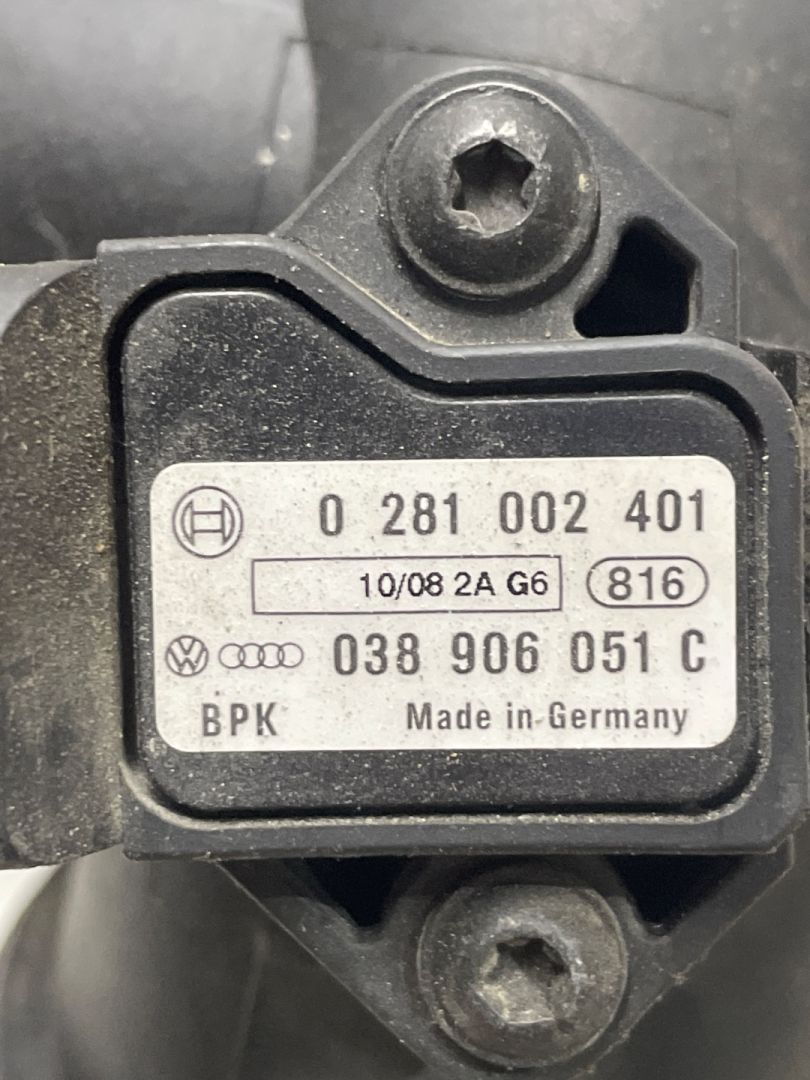 0 281 002 401
10/08 2A G6 816
038 906 051 C
BPK Made in Germany